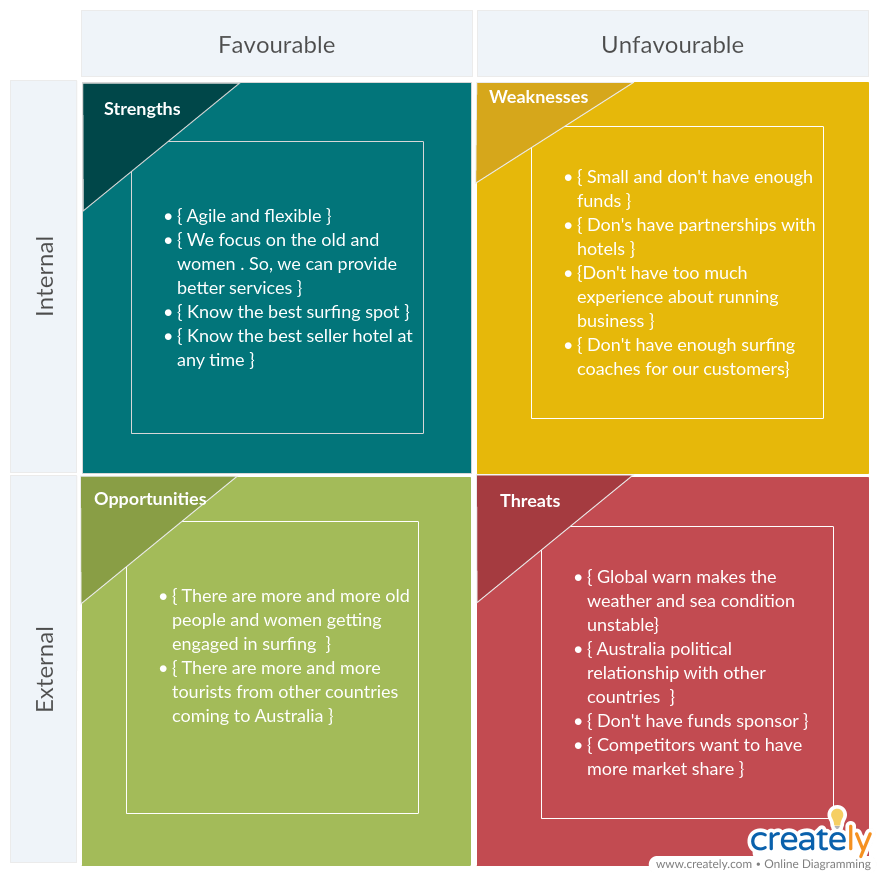 Favourable
Unfavourable
Internal
Strengths
• { Agile and flexible }
• { We focus on the old and
women . So, we can provide
better services }
• { Know the best surfing spot }
• { Know the best seller hotel at
any time }
Weaknesses
• { Small and don't have enough
funds }
• { Don's have partnerships with
hotels }
• {Don't have too much
experience about running
business }
• { Don't have enough surfing
coaches for our customers}
External
Opportunities
• { There are more and more old
people and women getting
engaged in surfing  }
• { There are more and more
tourists from other countries
coming to Australia }
Threats
• { Global warn makes the
weather and sea condition
unstable}
• { Australia political
relationship with other
countries  }
• { Don't have funds sponsor }
• { Competitors want to have
more market share }
creately
www.creately.com • Online Diagramming